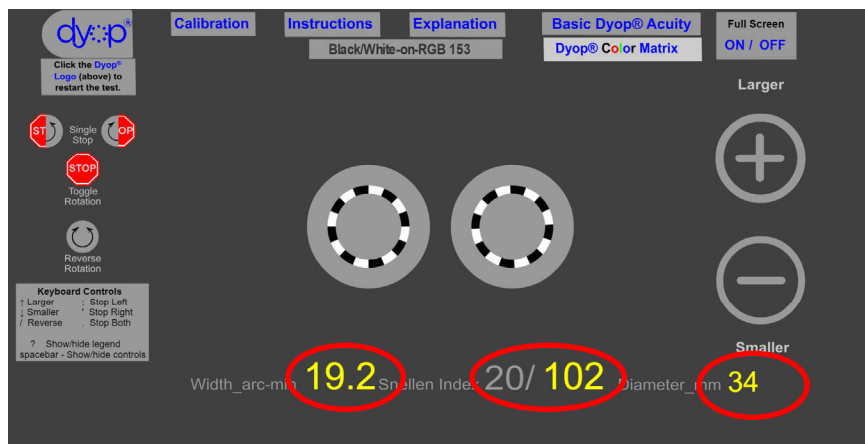 dyop®
Click the Dyop®
Logo (above) to
restart the test.
Calibration
Instructions
Explanation
Black/White-on-RGB 153
Basic Dyop® Acuity
Dyop® Color Matrix
Full Screen
ON / OFF
Larger
ST
Single
Stop
OP
STOP
Toggle
Rotation
Reverse
Rotation
Keyboard Controls
↑ Larger ; Stop Left
↓ Smaller ' Stop Right
/ Reverse . Stop Both
? Show/hide legend
spacebar - Show/hide controls
Smaller
Width_arc-min 19.2 Snellen Index 20/ 102 Diameter_mm 34